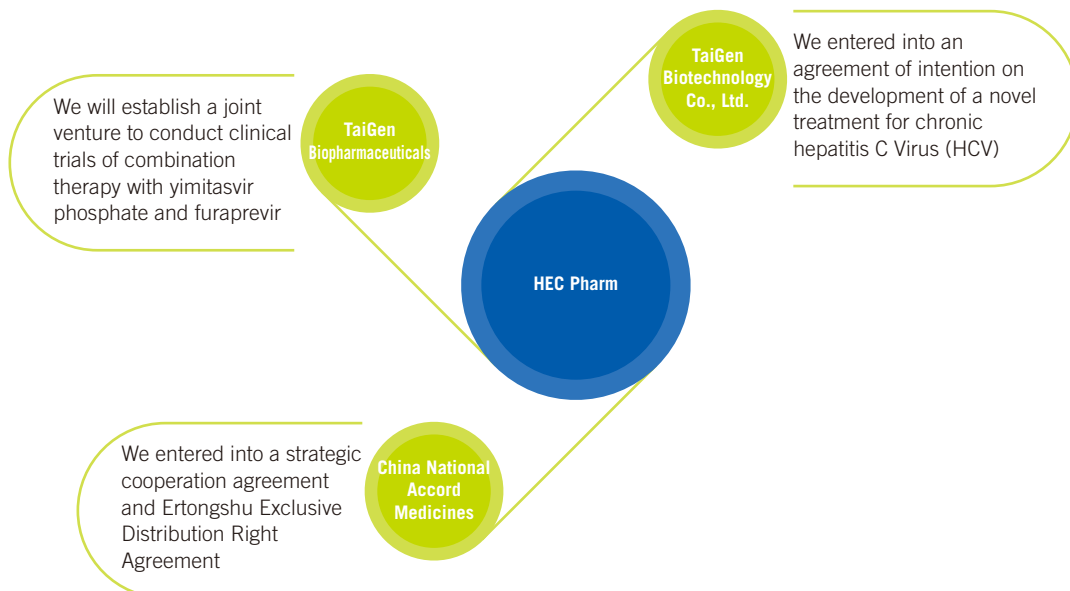 We will establish a joint
venture to conduct clinical
trials of combination
therapy with yimitasvir
phosphate and furaprevir
TaiGen
Biopharmaceuticals
TaiGen
Biotechnology
Co., Ltd.
We entered into an
agreement of intention on
the development of a novel
treatment for chronic
hepatitis C Virus (HCV)
HEC Pharm
We entered into a strategic
cooperation agreement
and Ertongshu Exclusive
Distribution Right
Agreement
China National
Accord
Medicines